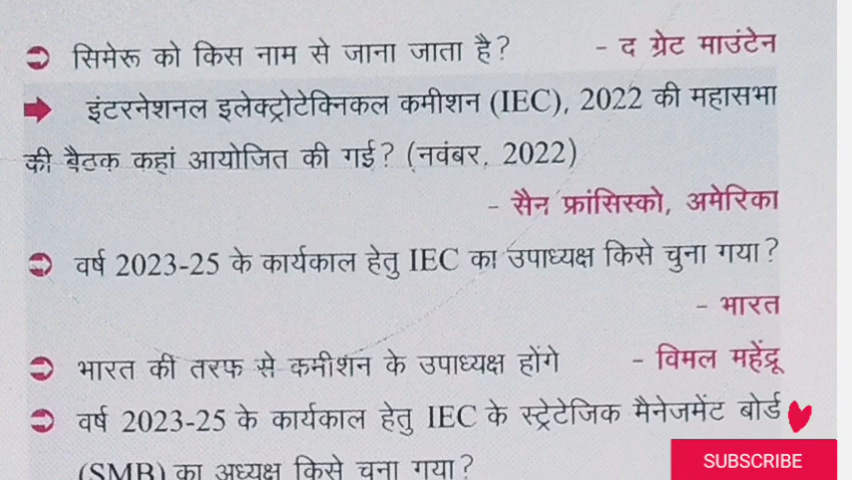 सिमेरू को किस नाम से जाना जाता है? - द ग्रेट माउंटेन
इंटरनेशनल इलेक्ट्रोटेक्निकल कमीशन (IEC), 2022 की महासभा
की बैठक कहां आयोजित की गई? (नवंबर, 2022)
- सैन फ्रांसिस्को, अमेरिका
वर्ष 2023-25 के कार्यकाल हेतु IEC का उपाध्यक्ष किसे चुना गया?
- भारत
भारत की तरफ से कमीशन के उपाध्यक्ष होंगे - विमल महेंद्रू
वर्ष 2023-25 के कार्यकाल हेतु IEC के स्ट्रेटेजिक मैनेजमेंट बोर्ड
(SMB) का अध्यक्ष किसे चुना गया?
SUBSCRIBE